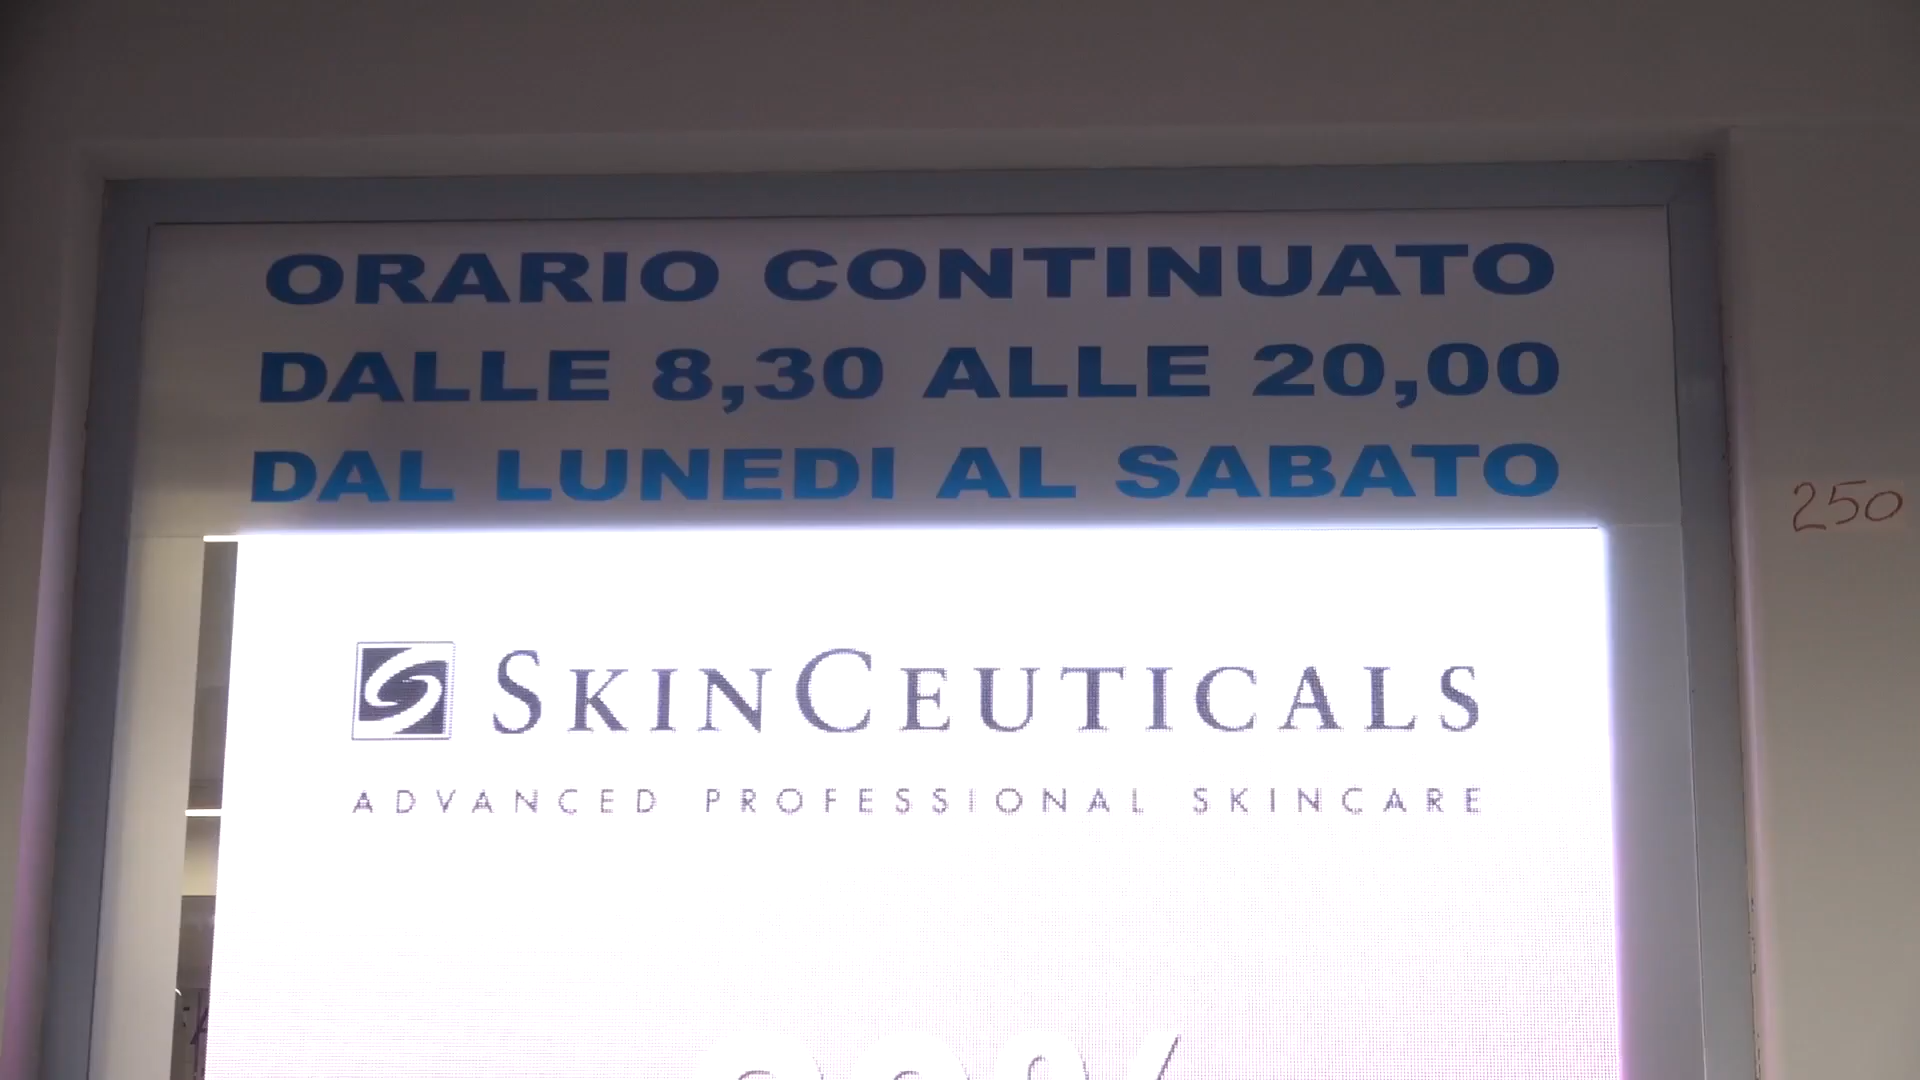 ORARIO CONTINUATO
DALLE 8,30 ALLE 20,00
DAL LUNEDI AL SABATO
250
SKINCEUTICALS
ADVANCED PROFESSIONAL SKINCARE